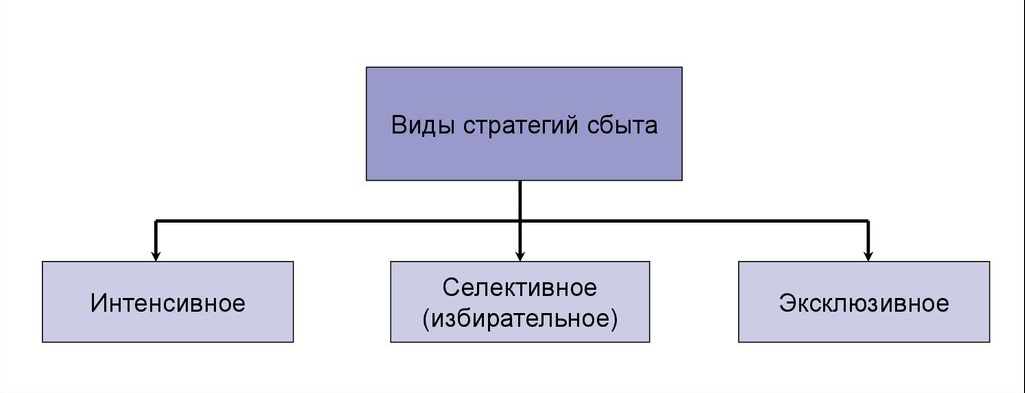 Виды стратегий сбыта
Интенсивное
Селективное
(избирательное)
Эксклюзивное